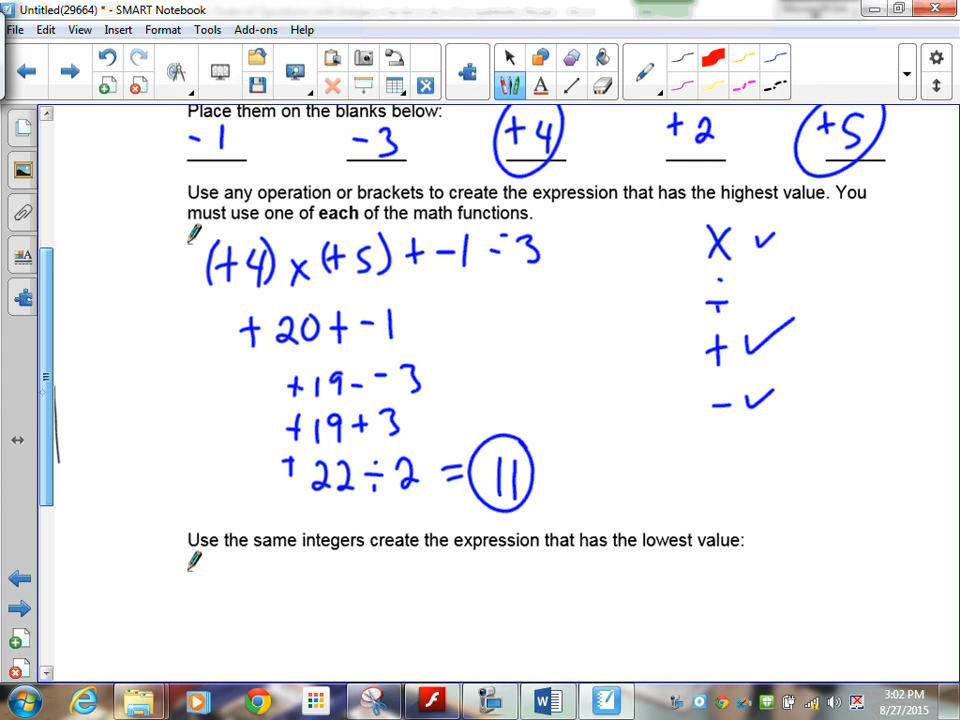 Untitled(29664) * - SMART Notebook
File Edit View Insert Format Tools Add-ons Help
Place them on the blanks below:
-1 -3 +4 +2 +5
Use any operation or brackets to create the expression that has the highest value. You
must use one of each of the math functions.
(+4) x (+5) + -1 - -3
x ✓
÷
+ 20 + -1
+ ✓
+19 - -3
- ✓
+19 + 3
+22 ÷ 2 = 11
Use the same integers create the expression that has the lowest value:
3:02 PM
8/27/2015